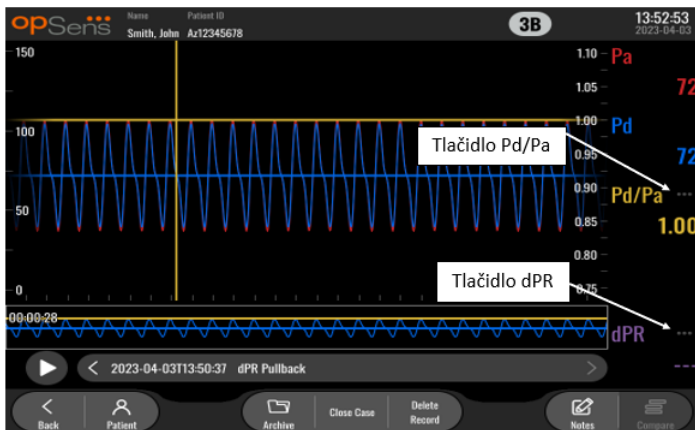 opSens
Name Patient ID
Smith, John Az12345678
3B
13:52:53
2023-04-03
150
100
50
0
1.10
1.05
1.00
0.95
0.90
0.85
0.80
0.75
Pa
72
Pd
72
Pd/Pa ---
1.00
dPR ---
---
Tlačidlo Pd/Pa
Tlačidlo dPR
00:00:28
2023-04-03T13:50:37 dPR Pullback
Back
Patient
Archive
Close Case
Delete
Record
Notes
Compare